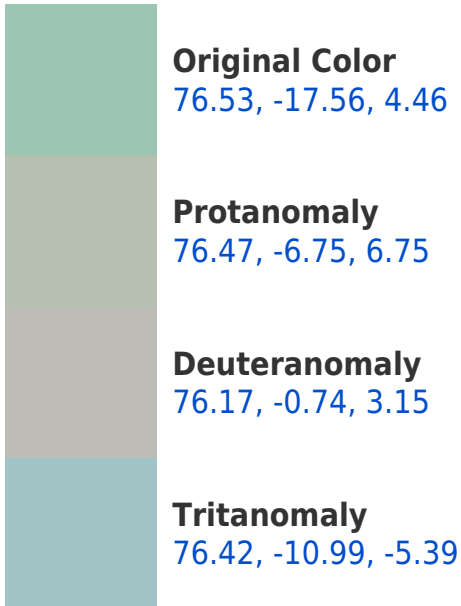 Original Color
76.53, -17.56, 4.46
Protanomaly
76.47, -6.75, 6.75
Deuteranomaly
76.17, -0.74, 3.15
Tritanomaly
76.42, -10.99, -5.39